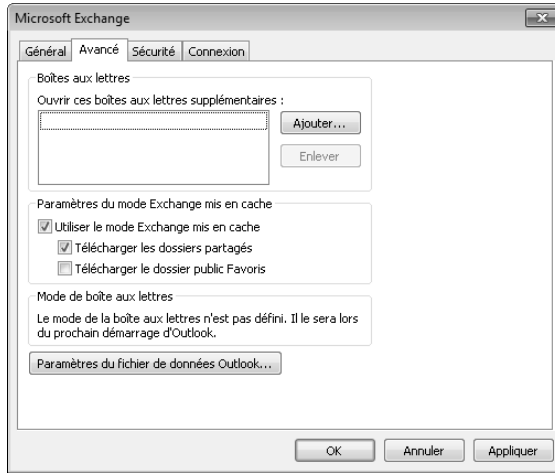 Microsoft Exchange
Général Avancé Sécurité Connexion
Boîtes aux lettres
Ouvrir ces boîtes aux lettres supplémentaires :
Ajouter...
Enlever
Paramètres du mode Exchange mis en cache
Utiliser le mode Exchange mis en cache
Télécharger les dossiers partagés
Télécharger le dossier public Favoris
Mode de boîte aux lettres
Le mode de la boîte aux lettres n'est pas défini. Il le sera lors
du prochain démarrage d'Outlook.
Paramètres du fichier de données Outlook...
OK Annuler Appliquer